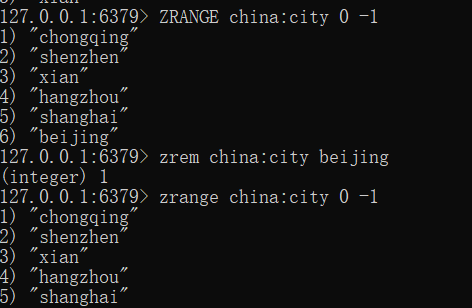 127.0.0.1:6379> ZRANGE china:city 0 -1
1) "chongqing"
2) "shenzhen"
3) "xian"
4) "hangzhou"
5) "shanghai"
6) "beijing"
127.0.0.1:6379> zrem china:city beijing
(integer) 1
127.0.0.1:6379> zrange china:city 0 -1
1) "chongqing"
2) "shenzhen"
3) "xian"
4) "hangzhou"
5) "shanghai"